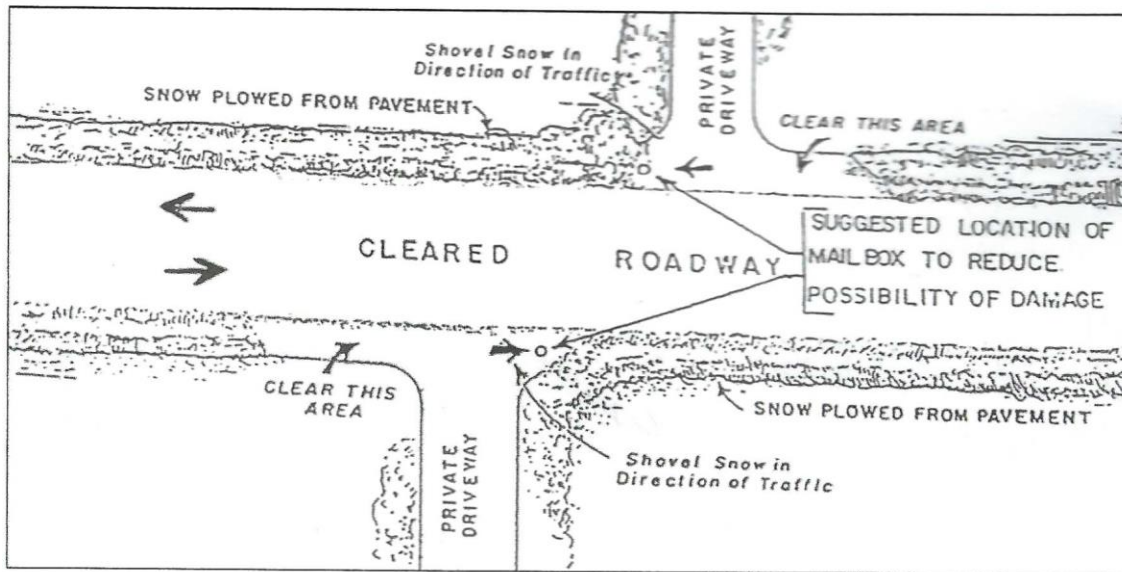 Shovel Snow in
Direction of Traffic
SNOW PLOWED FROM PAVEMENT
PRIVATE
DRIVEWAY
CLEAR THIS AREA
CLEARED ROADWAY
SUGGESTED LOCATION OF
MAILBOX TO REDUCE
POSSIBILITY OF DAMAGE
CLEAR THIS
AREA
PRIVATE
DRIVEWAY
SNOW PLOWED FROM PAVEMENT
Shovel Snow in
Direction of Traffic